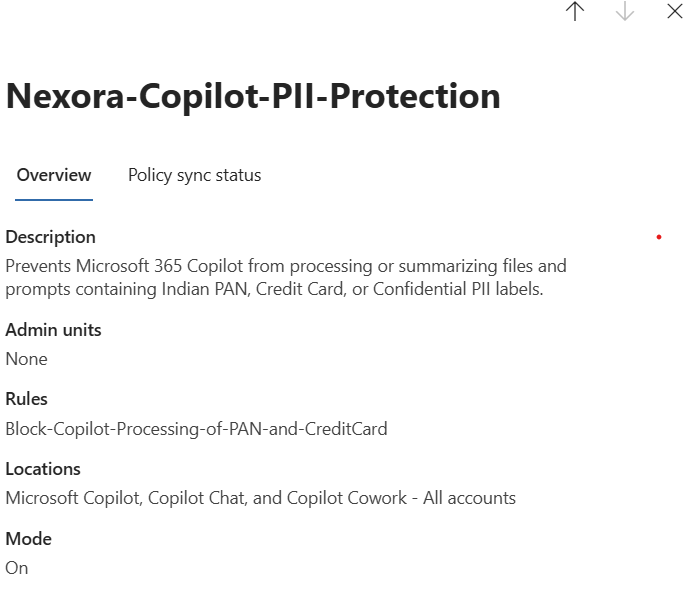 Nexora-Copilot-PII-Protection
Overview
Policy sync status
Description
Prevents Microsoft 365 Copilot from processing or summarizing files and
prompts containing Indian PAN, Credit Card, or Confidential PII labels.
Admin units
None
Rules
Block-Copilot-Processing-of-PAN-and-CreditCard
Locations
Microsoft Copilot, Copilot Chat, and Copilot Cowork - All accounts
Mode
On